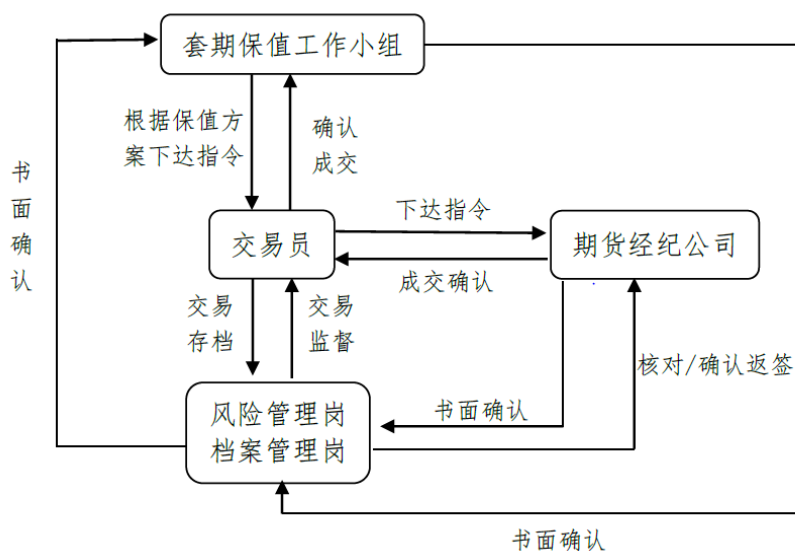 套期保值工作小组
根据保值方
案下达指令
确认
成交
书
面
确
认
下达指令
交易员
期货经纪公司
成交确认
交易
存档
交易
监督
核对/确认返签
风险管理岗
档案管理岗
书面确认
书面确认